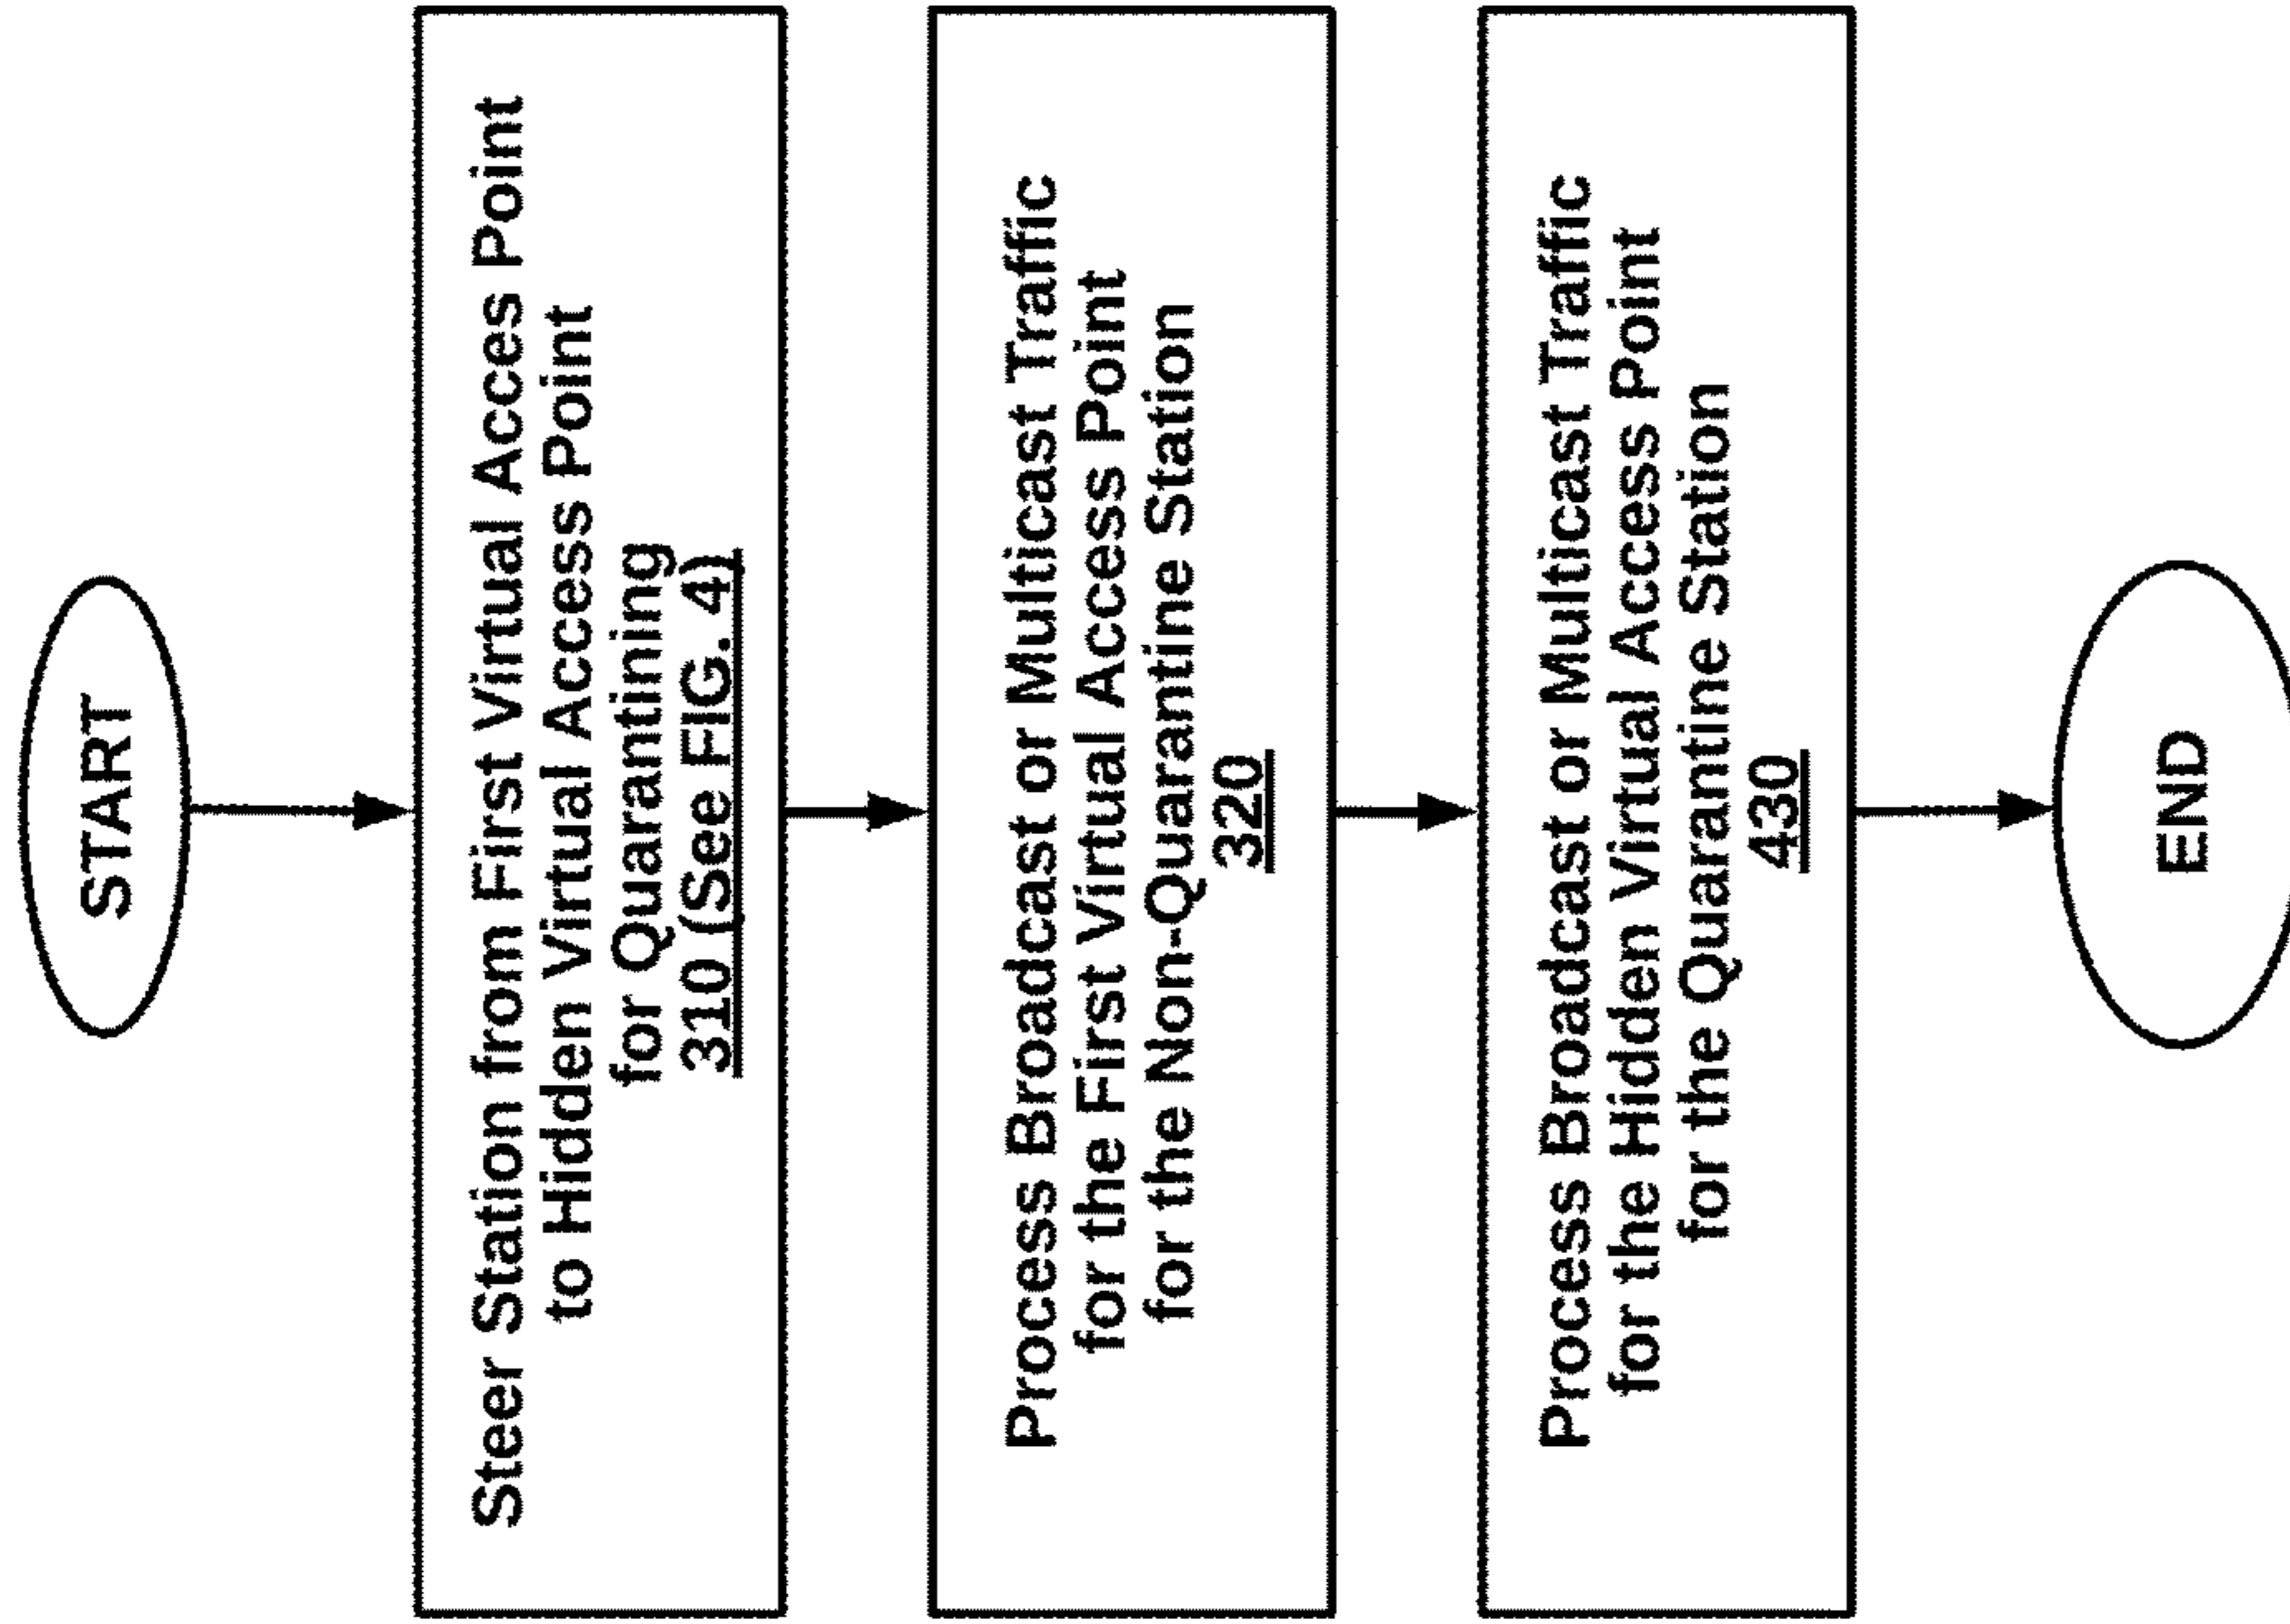 START
Steer Station from First Virtual Access Point
to Hidden Virtual Access Point
for Quarantining
310 (See FIG. 4)
Process Broadcast or Multicast Traffic
for the First Virtual Access Point
for the Non-Quarantine Station
320
Process Broadcast or Multicast Traffic
for the Hidden Virtual Access Point
for the Quarantine Station
430
END